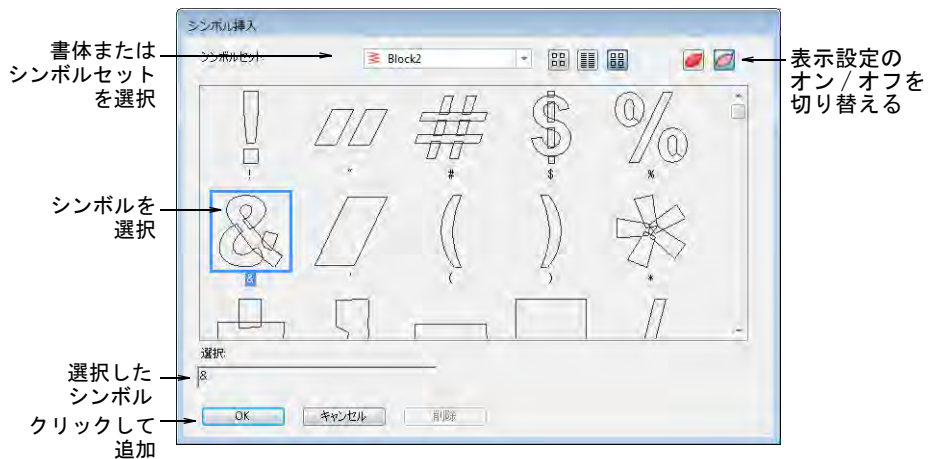 シンボル挿入
書体または
シンボルセット
を選択
シンボルセット:
Block2
表示設定の
オン / オフを
切り替える
! " # $ %
シンボルを
選択
& ' ( ) *
選択:
選択した
シンボル
&
クリックして
追加
OK キャンセル 削除